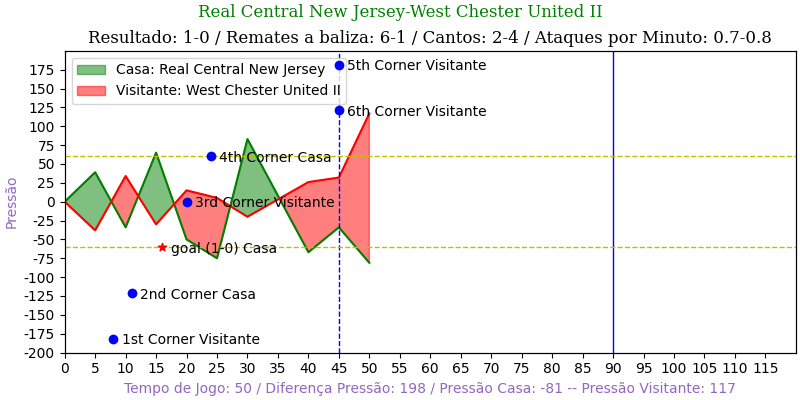 Real Central New Jersey-West Chester United II
Resultado: 1-0 / Remates a baliza: 6-1 / Cantos: 2-4 / Ataques por Minuto: 0.7-0.8
Casa: Real Central New Jersey
Visitante: West Chester United II
5th Corner Visitante
6th Corner Visitante
4th Corner Casa
3rd Corner Visitante
goal (1-0) Casa
2nd Corner Casa
1st Corner Visitante
Pressão
175
150
125
100
75
50
25
0
-25
-50
-75
-100
-125
-150
-175
-200
0 5 10 15 20 25 30 35 40 45 50 55 60 65 70 75 80 85 90 95 100 105 110 115
Tempo de Jogo: 50 / Diferença Pressão: 198 / Pressão Casa: -81 -- Pressão Visitante: 117